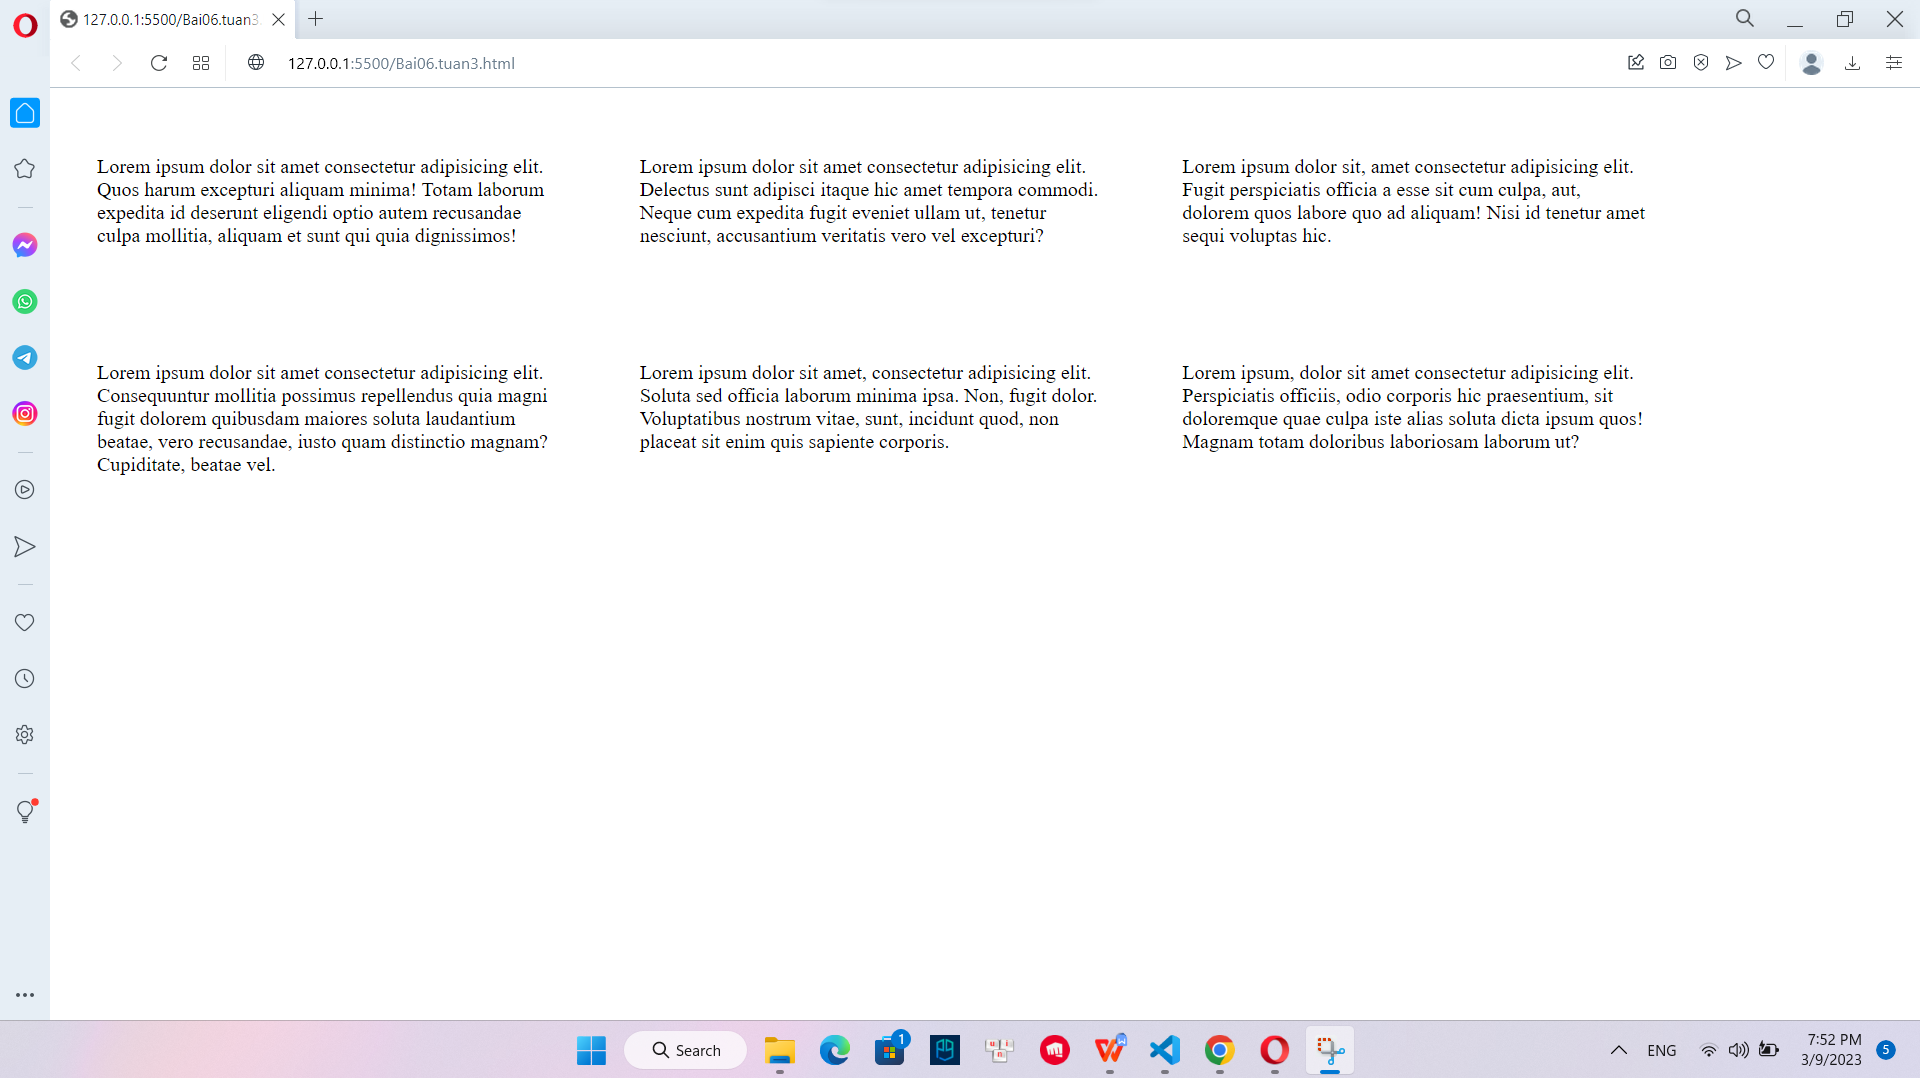 127.0.0.1:5500/Bai06.tuan3.
127.0.0.1:5500/Bai06.tuan3.html
Lorem ipsum dolor sit amet consectetur adipisicing elit.
Quos harum excepturi aliquam minima! Totam laborum
expedita id deserunt eligendi optio autem recusandae
culpa mollitia, aliquam et sunt qui quia dignissimos!
Lorem ipsum dolor sit amet consectetur adipisicing elit.
Delectus sunt adipisci itaque hic amet tempora commodi.
Neque cum expedita fugit eveniet ullam ut, tenetur
nesciunt, accusantium veritatis vero vel excepturi?
Lorem ipsum dolor sit, amet consectetur adipisicing elit.
Fugit perspiciatis officia a esse sit cum culpa, aut,
dolorem quos labore quo ad aliquam! Nisi id tenetur amet
sequi voluptas hic.
Lorem ipsum dolor sit amet consectetur adipisicing elit.
Consequuntur mollitia possimus repellendus quia magni
fugit dolorem quibusdam maiores soluta laudantium
beatae, vero recusandae, iusto quam distinctio magnam?
Cupiditate, beatae vel.
Lorem ipsum dolor sit amet, consectetur adipisicing elit.
Soluta sed officia laborum minima ipsa. Non, fugit dolor.
Voluptatibus nostrum vitae, sunt, incidunt quod, non
placeat sit enim quis sapiente corporis.
Lorem ipsum, dolor sit amet consectetur adipisicing elit.
Perspiciatis officiis, odio corporis hic praesentium, sit
doloremque quae culpa iste alias soluta dicta ipsum quos!
Magnam totam doloribus laboriosam laborum ut?
Search
1
ENG
7:52 PM
3/9/2023
5